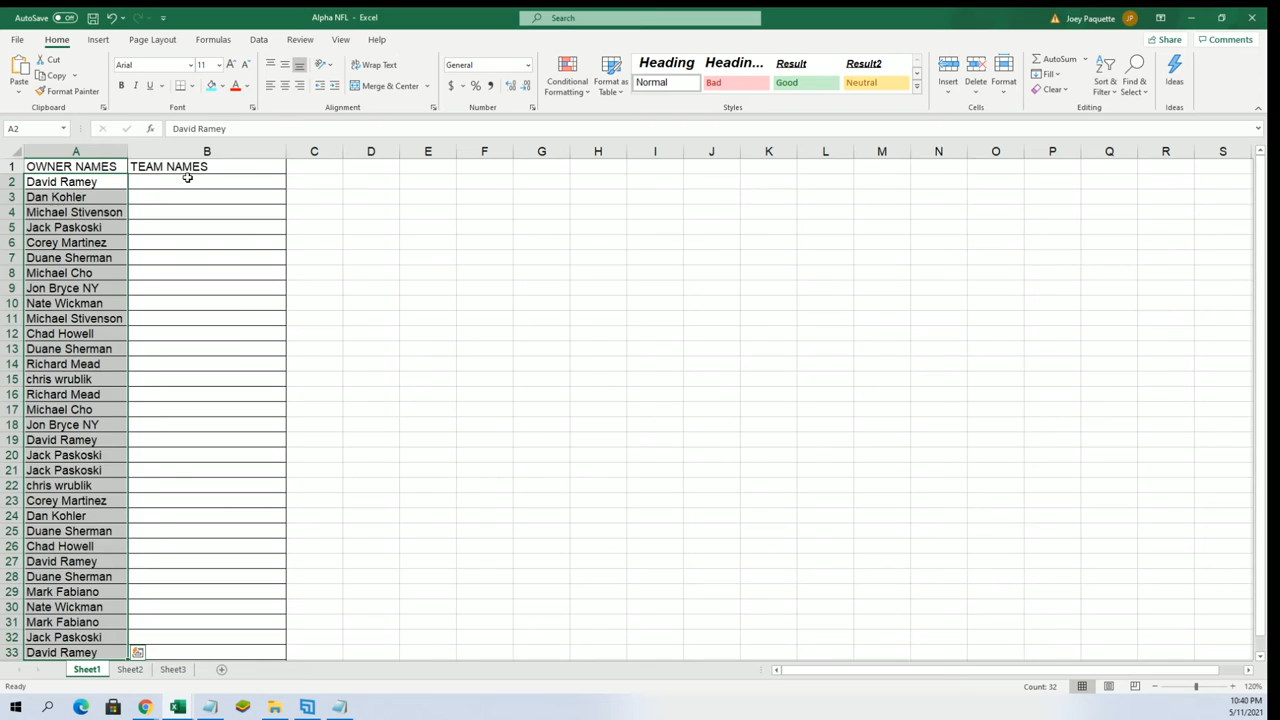 AutoSave Off
Alpha NFL - Excel
Search
Joey Paquette JP
File Home Insert Page Layout Formulas Data Review View Help
Share Comments
Paste
Cut
Copy
Format Painter
Clipboard
Arial 11
B I U
Font
Wrap Text
Merge & Center
Alignment
General
$ %
Number
Conditional Formatting
Format as Table
Heading Headin... Result Result2
Normal Bad Good Neutral
Styles
Insert Delete Format
Cells
AutoSum
Fill
Clear
Sort & Filter
Find & Select
Editing
Ideas
Ideas
A2 fx David Ramey
A B C D E F G H I J K L M N O P Q R S
1 OWNER NAMES TEAM NAMES
2 David Ramey
3 Dan Kohler
4 Michael Stivenson
5 Jack Paskoski
6 Corey Martinez
7 Duane Sherman
8 Michael Cho
9 Jon Bryce NY
10 Nate Wickman
11 Michael Stivenson
12 Chad Howell
13 Duane Sherman
14 Richard Mead
15 chris wrublik
16 Richard Mead
17 Michael Cho
18 Jon Bryce NY
19 David Ramey
20 Jack Paskoski
21 Jack Paskoski
22 chris wrublik
23 Corey Martinez
24 Dan Kohler
25 Duane Sherman
26 Chad Howell
27 David Ramey
28 Duane Sherman
29 Mark Fabiano
30 Nate Wickman
31 Mark Fabiano
32 Jack Paskoski
33 David Ramey
Sheet1 Sheet2 Sheet3
Ready
Count: 32
120%
10:40 PM
5/11/2021